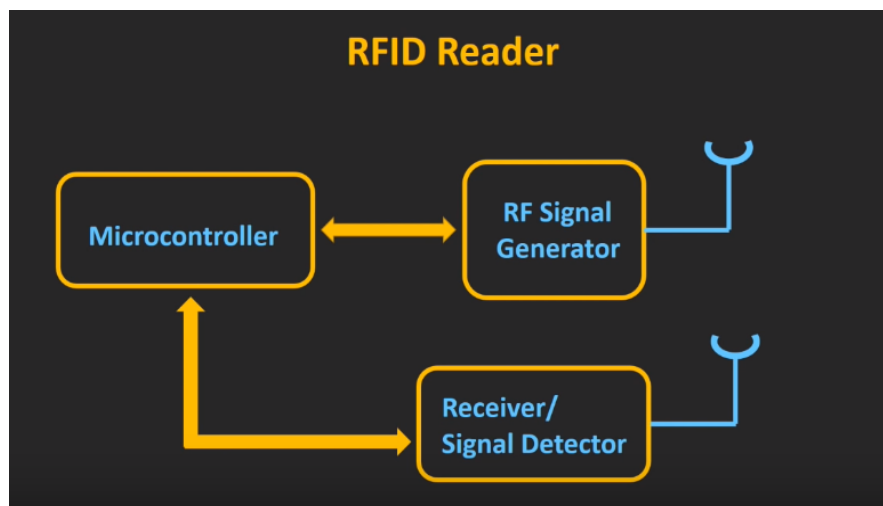 RFID Reader
Microcontroller
RF Signal
Generator
Receiver/
Signal Detector